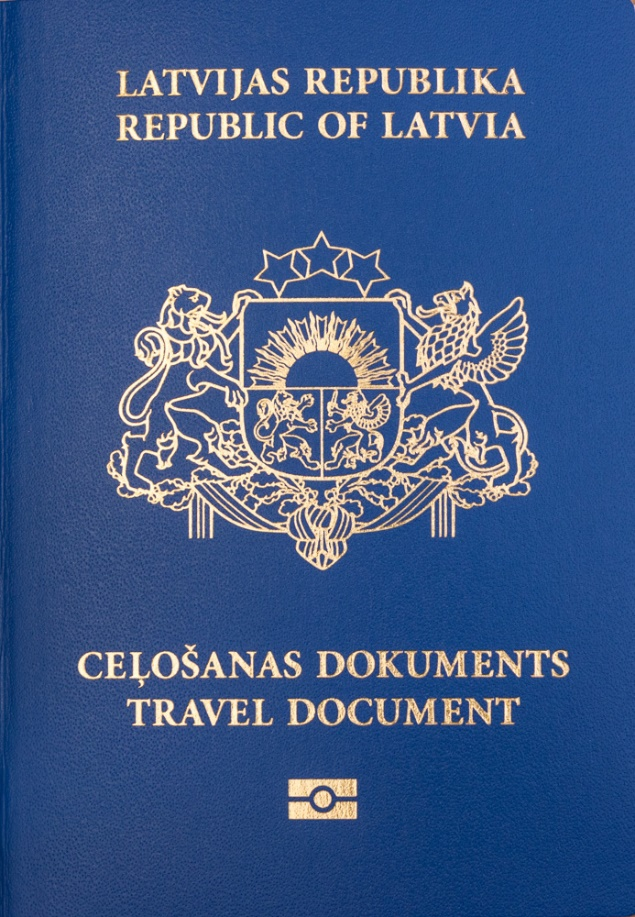 LATVIJAS REPUBLIKA
REPUBLIC OF LATVIA
CEĻOŠANAS DOKUMENTS
TRAVEL DOCUMENT